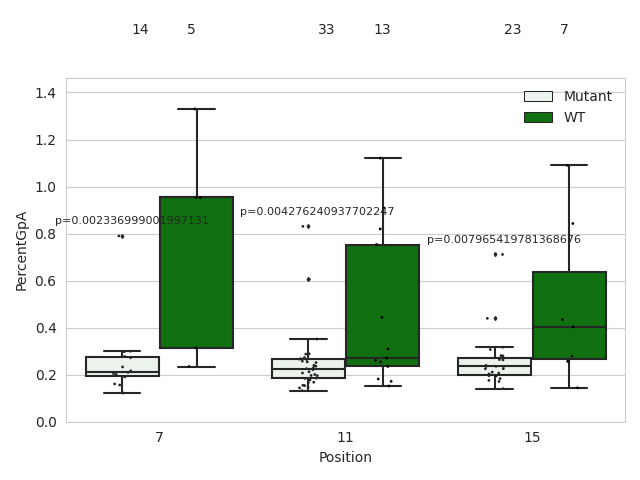 14 5 33 13 23 7
PercentGpA
1.4
1.2
1.0
0.8
0.6
0.4
0.2
0.0
Mutant
WT
p=0.002336999001997131
p=0.004276240937702247
p=0.007965419781368676
7 11 15
Position